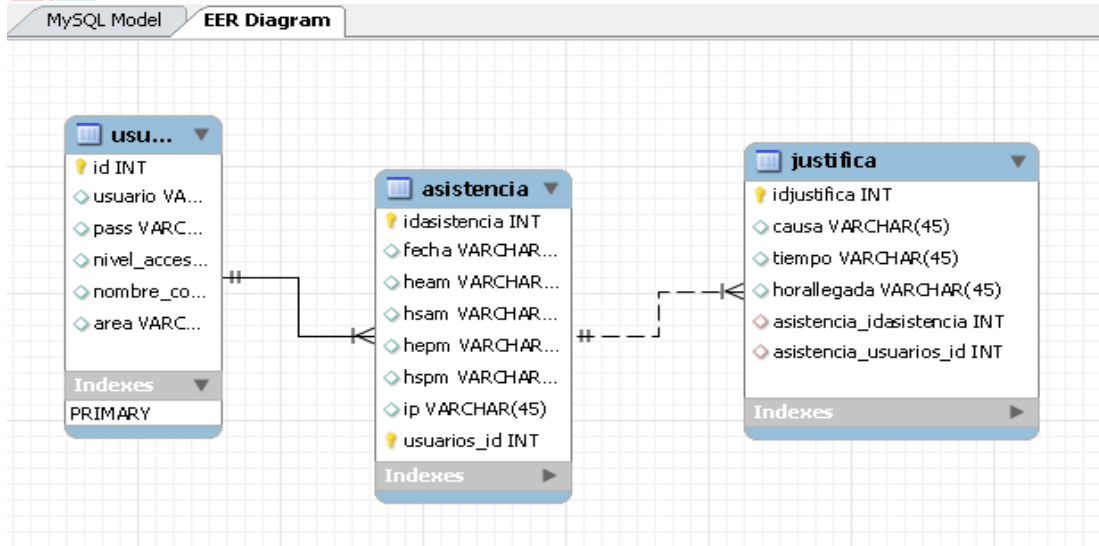 MySQL Model EER Diagram
usu...
id INT
usuario VA...
pass VARC...
nivel_acces...
nombre_co...
area VARC...
Indexes
PRIMARY
asistencia
idasistencia INT
fecha VARCHAR...
heam VARCHAR...
hsam VARCHAR...
hepm VARCHAR...
hspm VARCHAR...
ip VARCHAR(45)
usuarios_id INT
Indexes
justifica
idjustifica INT
causa VARCHAR(45)
tiempo VARCHAR(45)
horallegada VARCHAR(45)
asistencia_idasistencia INT
asistencia_usuarios_id INT
Indexes